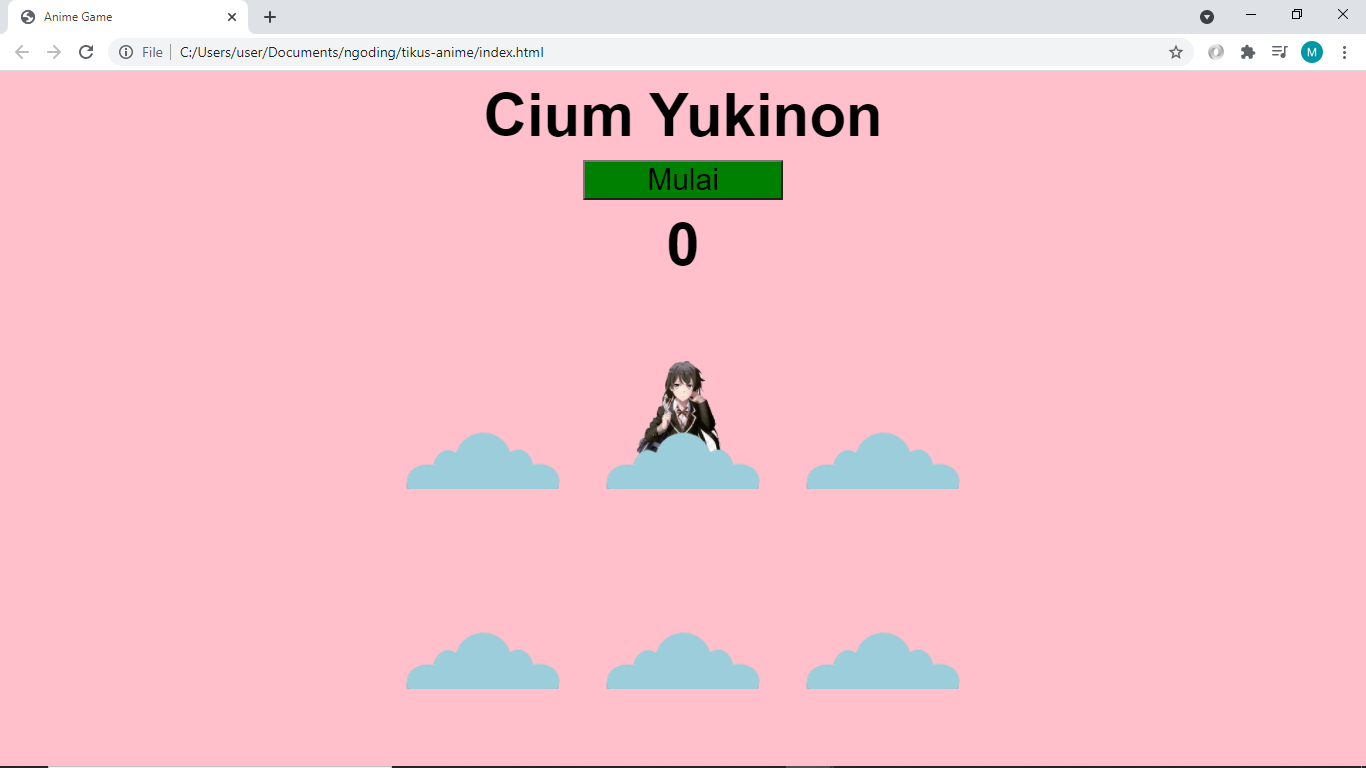 Anime Game
File
C:/Users/user/Documents/ngoding/tikus-anime/index.html
M
Cium Yukinon
Mulai
0